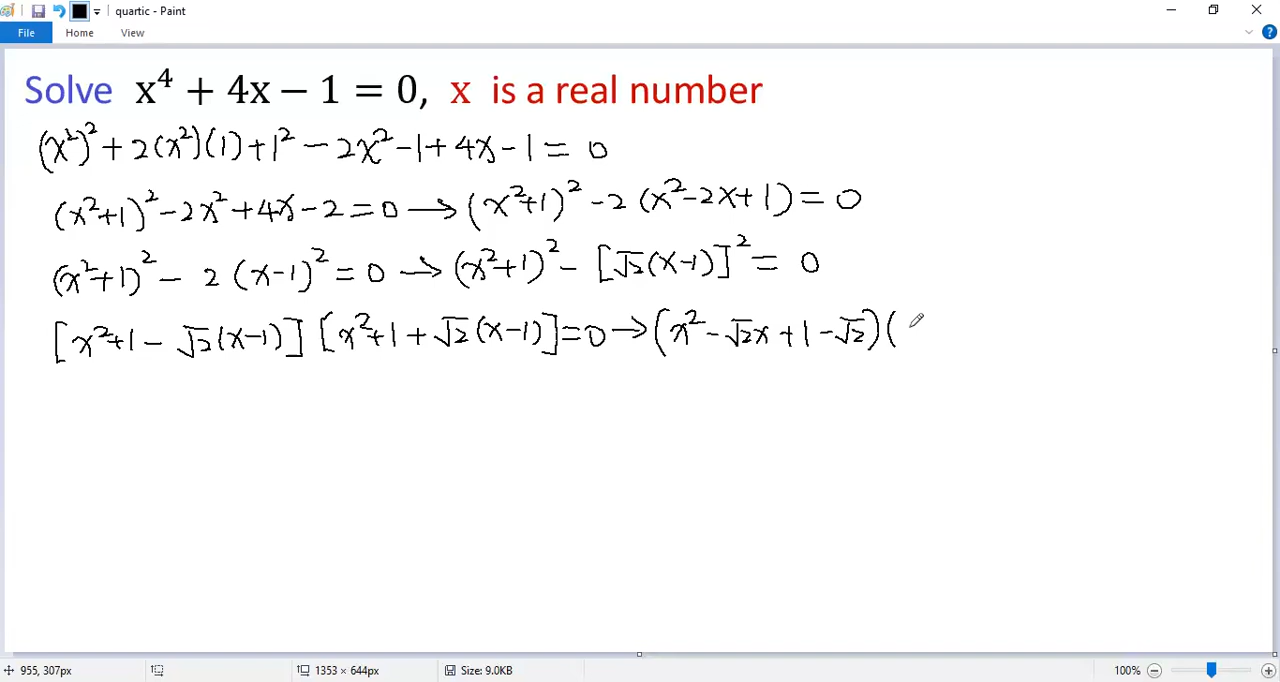 quartic - Paint
File Home View
Solve x⁴ + 4x − 1 = 0, x is a real number
(x²)² + 2(x²)(1) + 1² − 2x² − 1 + 4x − 1 = 0
(x²+1)² − 2x² + 4x − 2 = 0 → (x²+1)² − 2(x² − 2x + 1) = 0
(x²+1)² − 2(x−1)² = 0 → (x²+1)² − [√2(x−1)]² = 0
[x²+1 − √2(x−1)][x²+1 + √2(x−1)] = 0 → (x² − √2x + 1 − √2)(
955, 307px 1353 × 644px Size: 9.0KB 100%